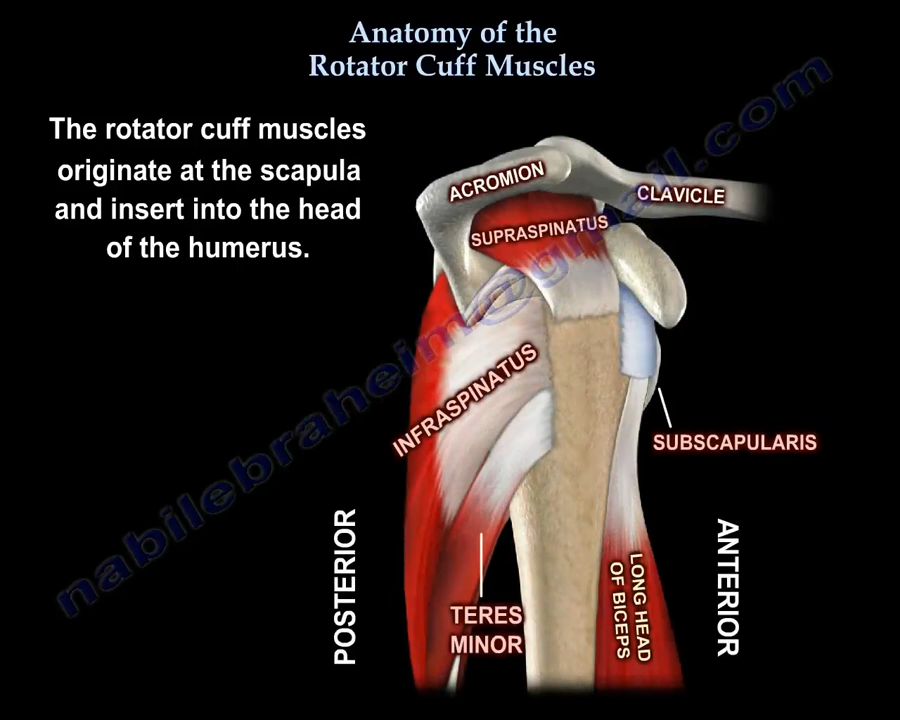 Anatomy of the
Rotator Cuff Muscles
The rotator cuff muscles
originate at the scapula
and insert into the head
of the humerus.
ACROMION
CLAVICLE
SUPRASPINATUS
INFRASPINATUS
SUBSCAPULARIS
POSTERIOR
ANTERIOR
TERES
MINOR
LONG HEAD
OF BICEPS
nabilebraheim@gmail.com